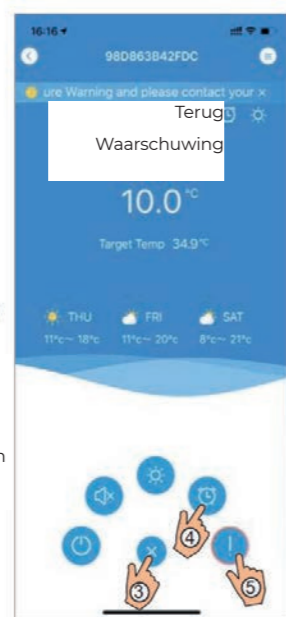 16:16
98D863B42FDC
ure Warning and please contact your ×
Terug
Waarschuwing
10.0°C
Target Temp 34.9°C
THU FRI SAT
11°c~ 18°c 11°c~ 20°c 8°c~ 21°c
n
④
③ ⑤